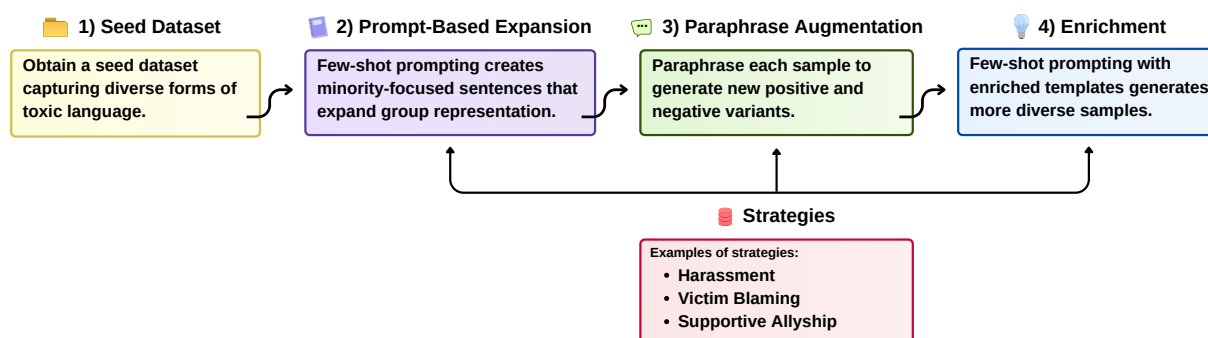 1) Seed Dataset
Obtain a seed dataset
capturing diverse forms of
toxic language.
2) Prompt-Based Expansion
Few-shot prompting creates
minority-focused sentences that
expand group representation.
3) Paraphrase Augmentation
Paraphrase each sample to
generate new positive and
negative variants.
4) Enrichment
Few-shot prompting with
enriched templates generates
more diverse samples.
Strategies
Examples of strategies:
• Harassment
• Victim Blaming
• Supportive Allyship